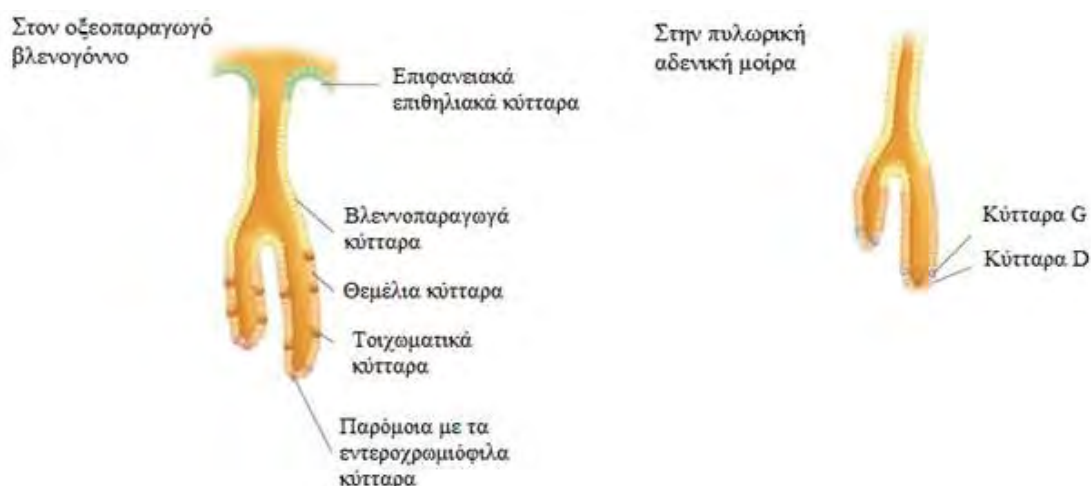 Στον οξεοπαραγωγό
βλενογόννο
Επιφανειακά
επιθηλιακά κύτταρα
Βλεννοπαραγωγά
κύτταρα
Θεμέλια κύτταρα
Τοιχωματικά
κύτταρα
Παρόμοια με τα
εντεροχρωμιόφιλα
κύτταρα
Στην πυλωρική
αδενική μοίρα
Κύτταρα G
Κύτταρα D